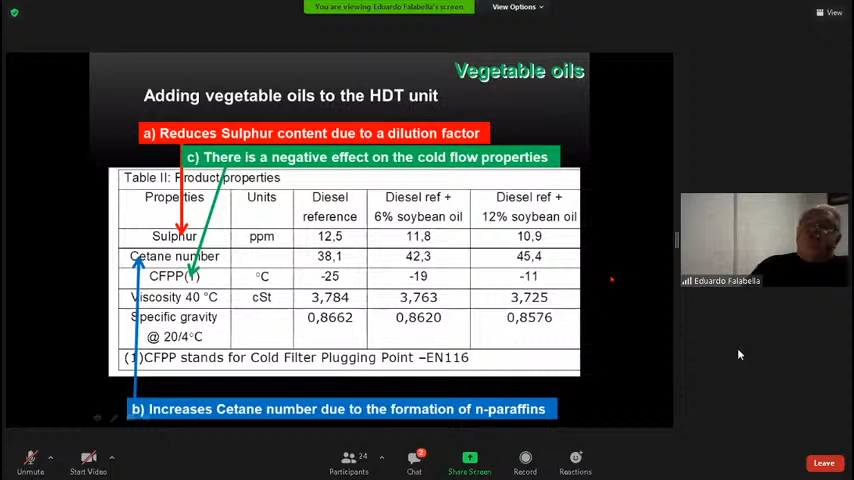 You are viewing Eduardo Falabella's screen
View Options
View
Vegetable oils
Adding vegetable oils to the HDT unit
a) Reduces Sulphur content due to a dilution factor
c) There is a negative effect on the cold flow properties
Table II: Product properties
Properties Units Diesel reference Diesel ref + 6% soybean oil Diesel ref + 12% soybean oil
Sulphur ppm 12,5 11,8 10,9
Cetane number 38,1 42,3 45,4
CFPP(1) °C -25 -19 -11
Viscosity 40 °C cSt 3,784 3,763 3,725
Specific gravity @ 20/4°C 0,8662 0,8620 0,8576
(1)CFPP stands for Cold Filter Plugging Point –EN116
b) Increases Cetane number due to the formation of n-paraffins
Eduardo Falabella
Unmute
Start Video
24
Participants
2
Chat
Share Screen
Record
Reactions
Leave